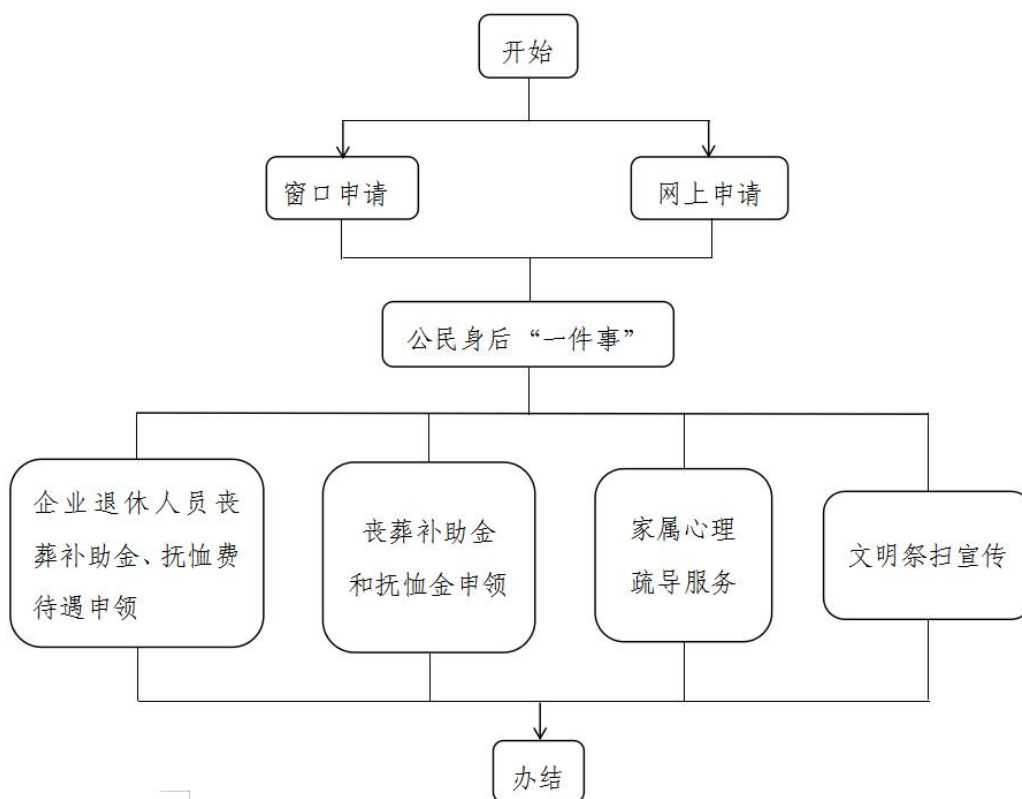 开始
窗口申请
网上申请
公民身后“一件事”
企业退休人员丧
葬补助金、抚恤费
待遇申领
丧葬补助金
和抚恤金申领
家属心理
疏导服务
文明祭扫宣传
办结